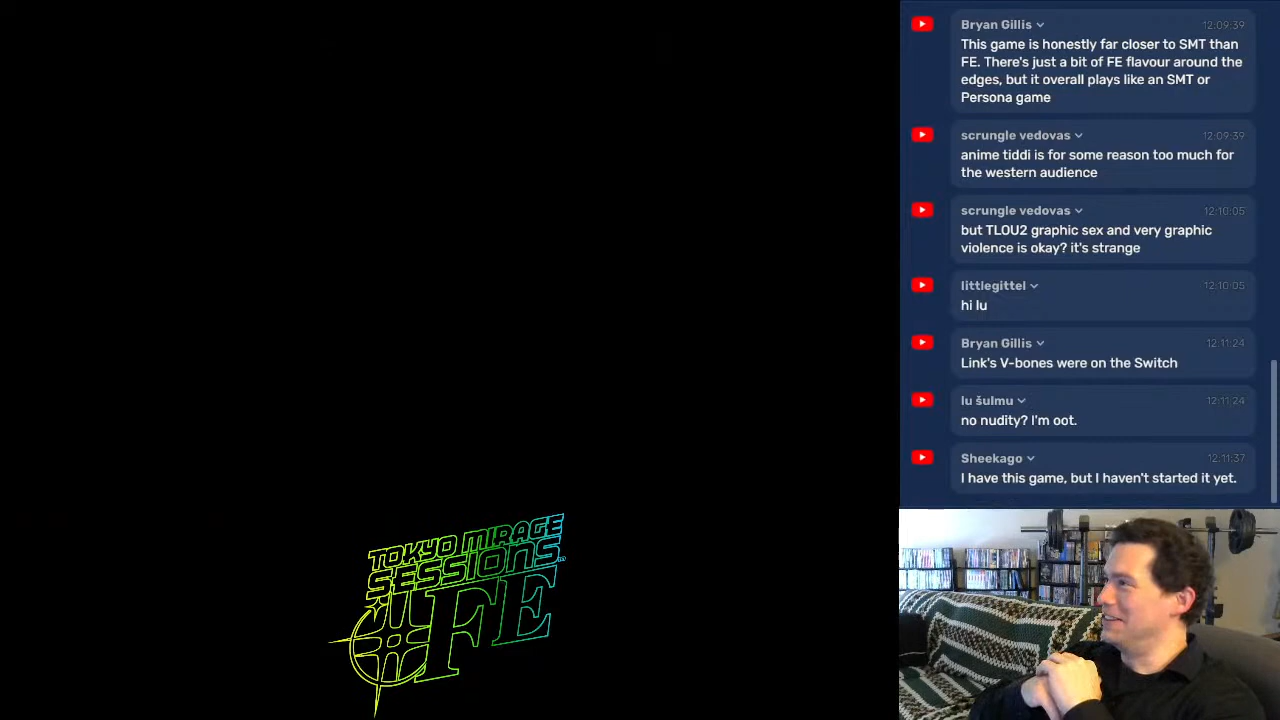 Bryan Gillis 12:09:39
This game is honestly far closer to SMT than
FE. There's just a bit of FE flavour around the
edges, but it overall plays like an SMT or
Persona game
scrungle vedovas 12:09:39
anime tiddi is for some reason too much for
the western audience
scrungle vedovas 12:10:05
but TLOU2 graphic sex and very graphic
violence is okay? it's strange
littlegittel 12:10:05
hi lu
Bryan Gillis 12:11:24
Link's V-bones were on the Switch
lu šulmu 12:11:24
no nudity? I'm oot.
Sheekago 12:11:37
I have this game, but I haven't started it yet.
TOKYO MIRAGE
SESSIONS
#FE